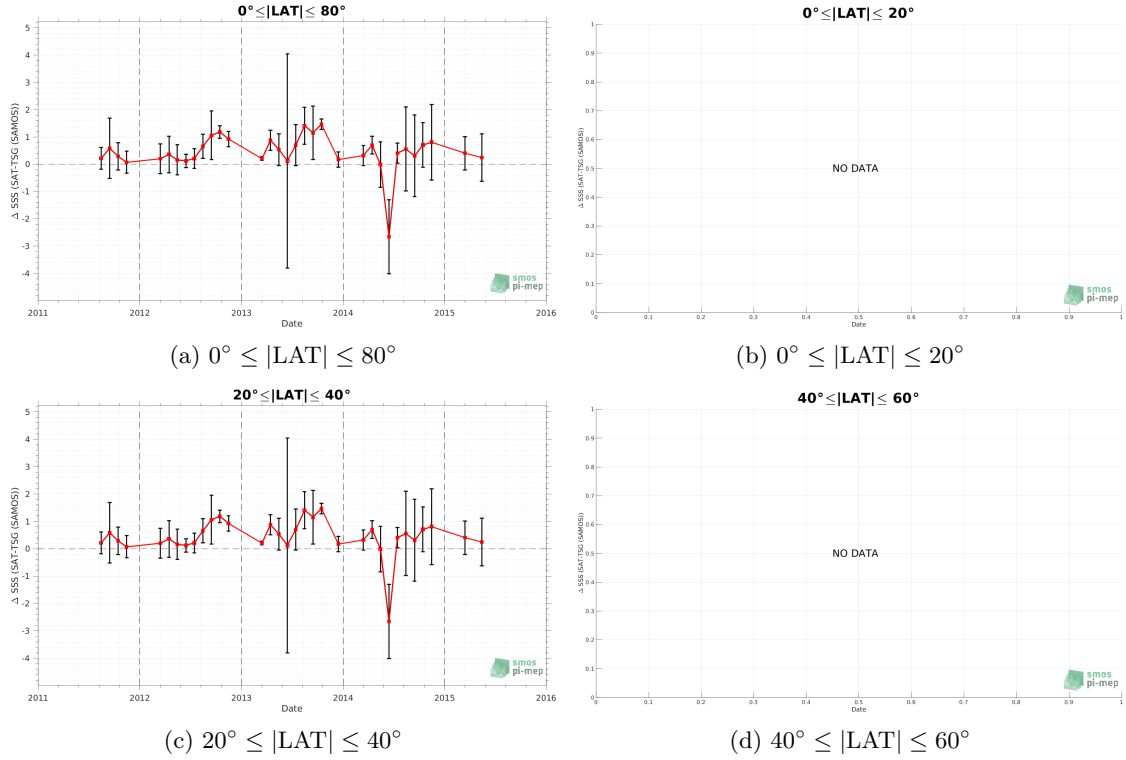 0°≤|LAT|≤ 80°
Δ SSS (SAT-TSG (SAMOS))
5
4
3
2
1
0
-1
-2
-3
-4
2011 2012 2013 2014 2015 2016
Date
smos
pi-mep
(a) 0° ≤ |LAT| ≤ 80°
0°≤|LAT|≤ 20°
Δ SSS (SAT-TSG (SAMOS))
1
0.9
0.8
0.7
0.6
0.5
0.4
0.3
0.2
0.1
0
NO DATA
0 0.1 0.2 0.3 0.4 0.5 0.6 0.7 0.8 0.9 1
Date
smos
pi-mep
(b) 0° ≤ |LAT| ≤ 20°
20°≤|LAT|≤ 40°
Δ SSS (SAT-TSG (SAMOS))
5
4
3
2
1
0
-1
-2
-3
-4
2011 2012 2013 2014 2015 2016
Date
smos
pi-mep
(c) 20° ≤ |LAT| ≤ 40°
40°≤|LAT|≤ 60°
Δ SSS (SAT-TSG (SAMOS))
1
0.9
0.8
0.7
0.6
0.5
0.4
0.3
0.2
0.1
0
NO DATA
0 0.1 0.2 0.3 0.4 0.5 0.6 0.7 0.8 0.9 1
Date
smos
pi-mep
(d) 40° ≤ |LAT| ≤ 60°